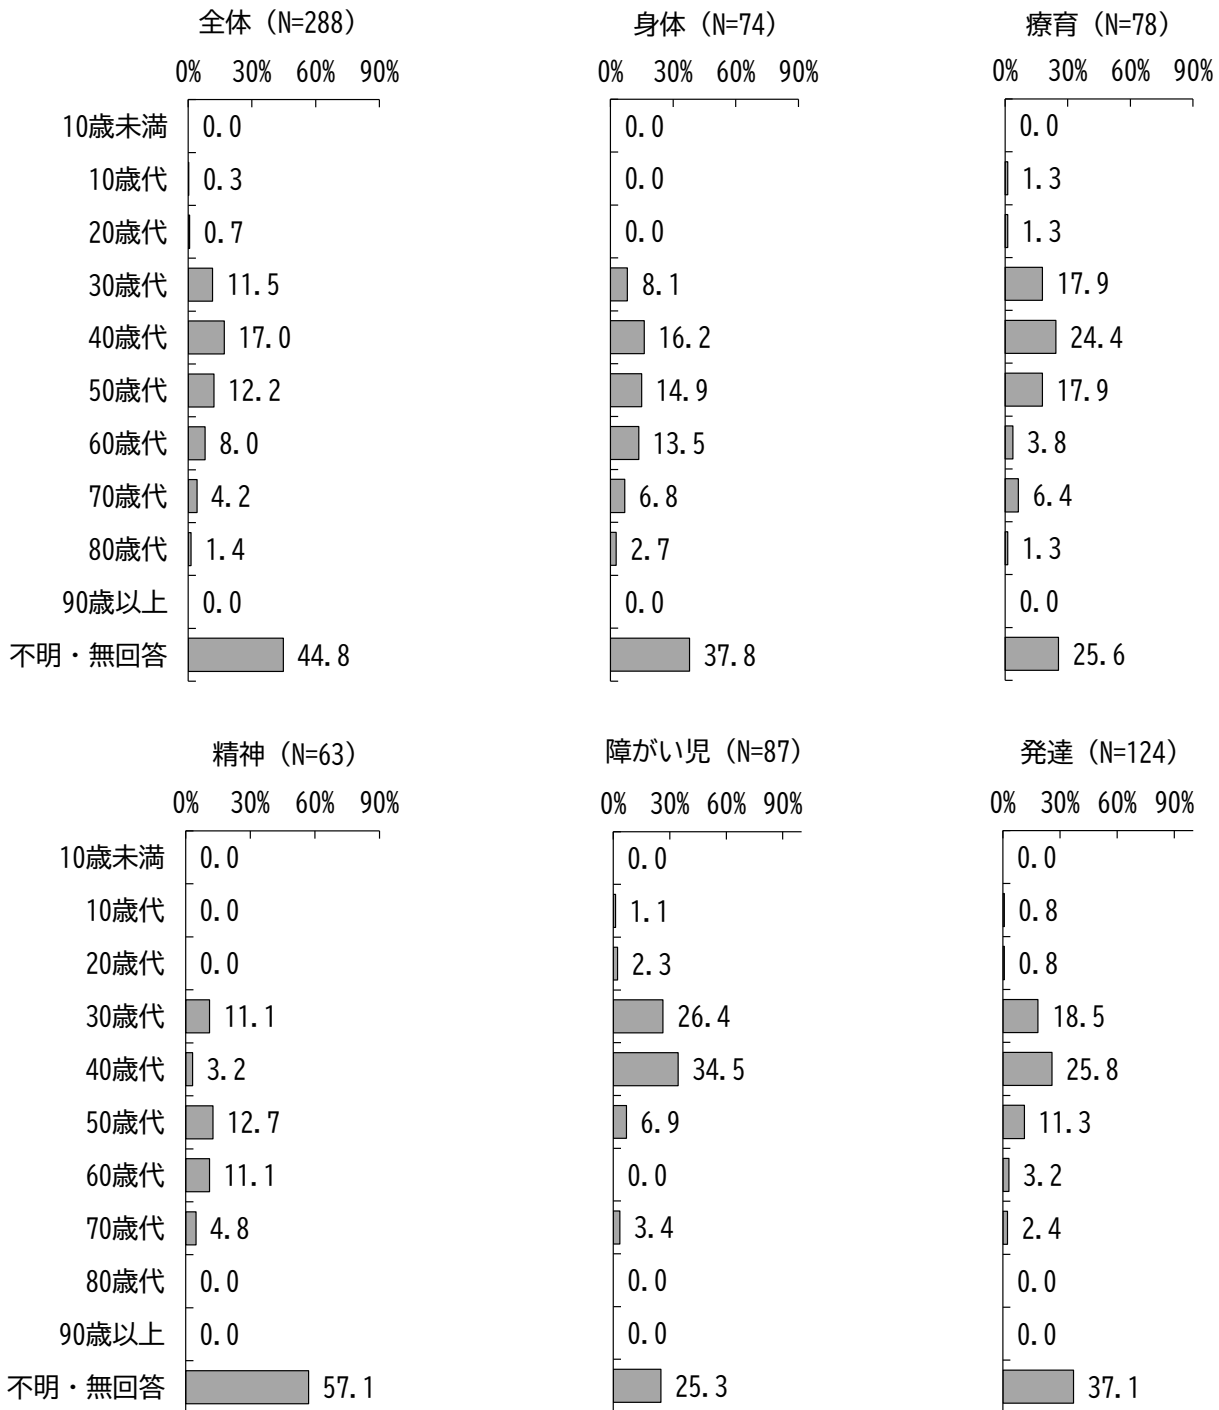 全体（N=288） 身体（N=74） 療育（N=78）
0% 30% 60% 90% 0% 30% 60% 90% 0% 30% 60% 90%
10歳未満 0.0 0.0 0.0
10歳代 0.3 0.0 1.3
20歳代 0.7 0.0 1.3
30歳代 11.5 8.1 17.9
40歳代 17.0 16.2 24.4
50歳代 12.2 14.9 17.9
60歳代 8.0 13.5 3.8
70歳代 4.2 6.8 6.4
80歳代 1.4 2.7 1.3
90歳以上 0.0 0.0 0.0
不明・無回答 44.8 37.8 25.6
精神（N=63） 障がい児（N=87） 発達（N=124）
0% 30% 60% 90% 0% 30% 60% 90% 0% 30% 60% 90%
10歳未満 0.0 0.0 0.0
10歳代 0.0 1.1 0.8
20歳代 0.0 2.3 0.8
30歳代 11.1 26.4 18.5
40歳代 3.2 34.5 25.8
50歳代 12.7 6.9 11.3
60歳代 11.1 0.0 3.2
70歳代 4.8 3.4 2.4
80歳代 0.0 0.0 0.0
90歳以上 0.0 0.0 0.0
不明・無回答 57.1 25.3 37.1